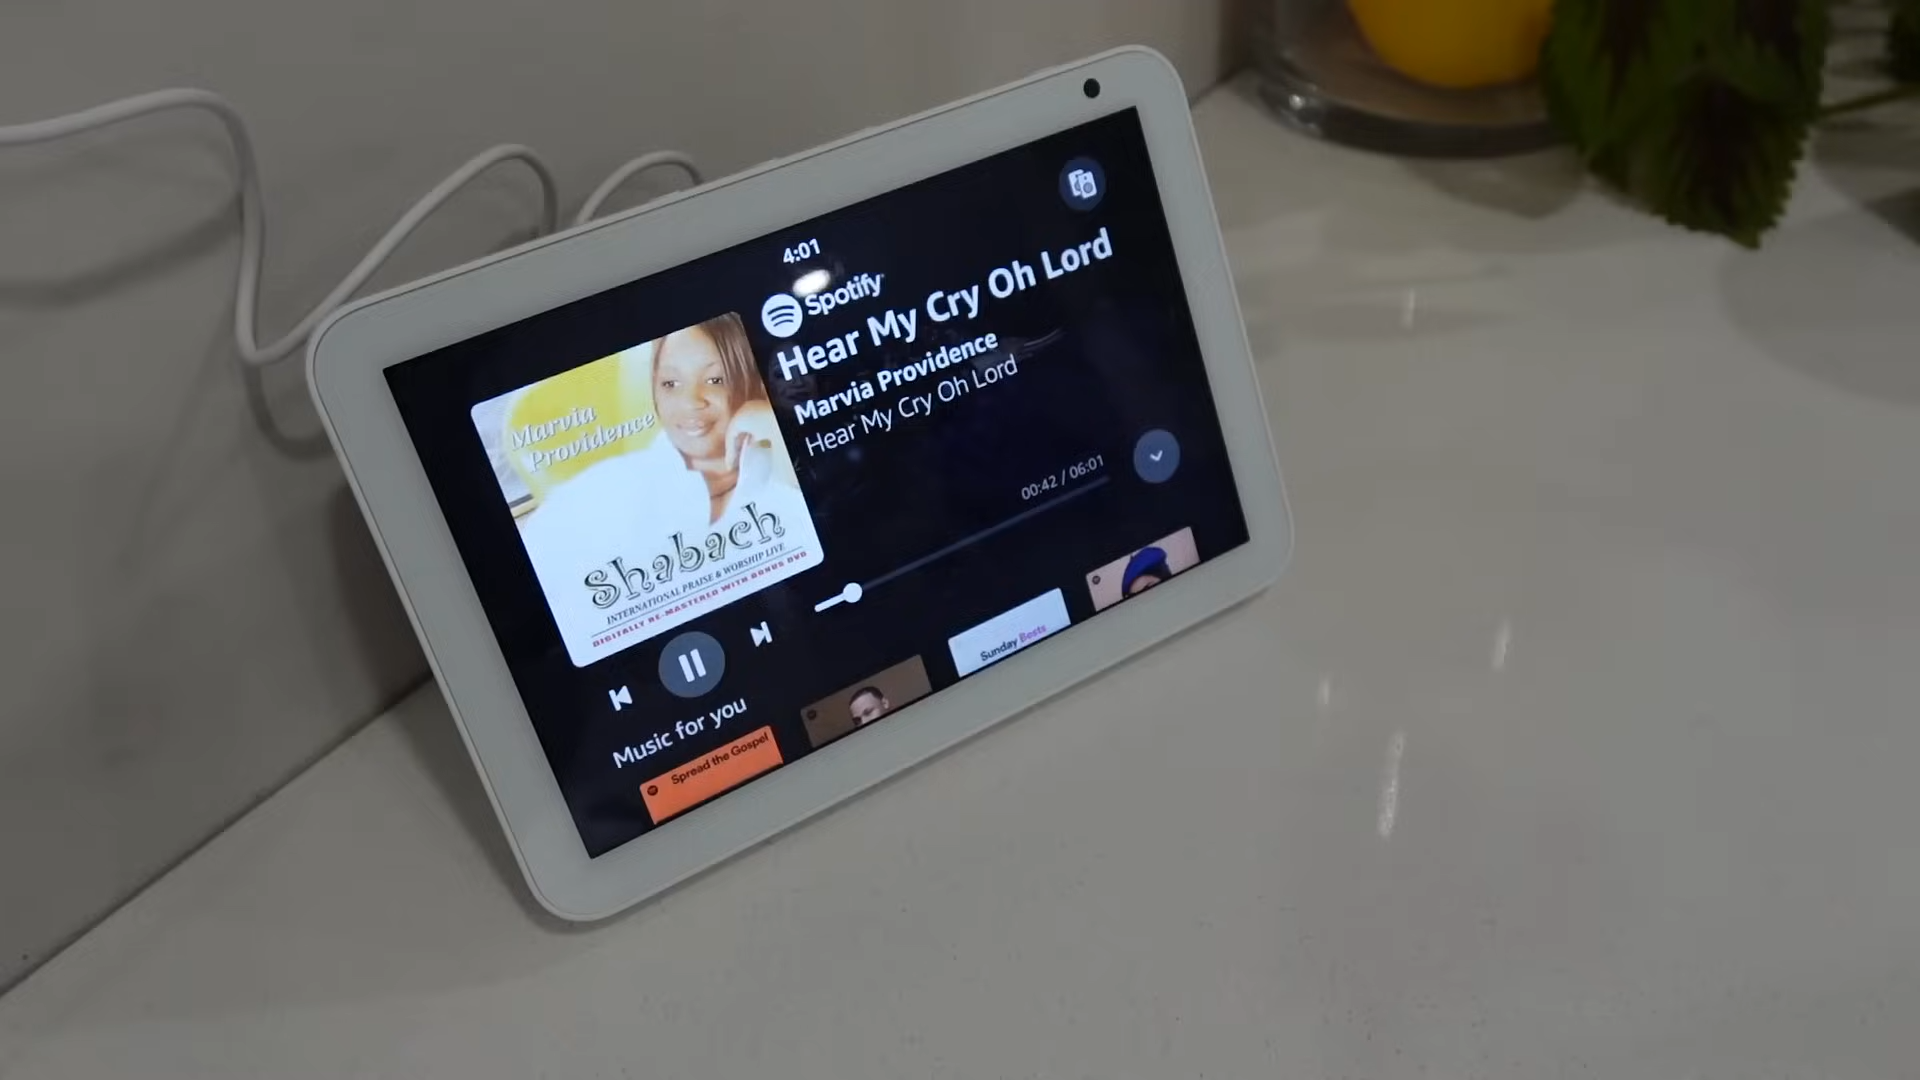 4:01
Spotify
Hear My Cry Oh Lord
Marvia Providence
Hear My Cry Oh Lord
00:42 / 06:01
Marvia
Providence
Shabach
INTERNATIONAL PRAISE & WORSHIP LIVE
DIGITALLY RE-MASTERED WITH BONUS DVD
Music for you
Spread the Gospel
Sunday Bests